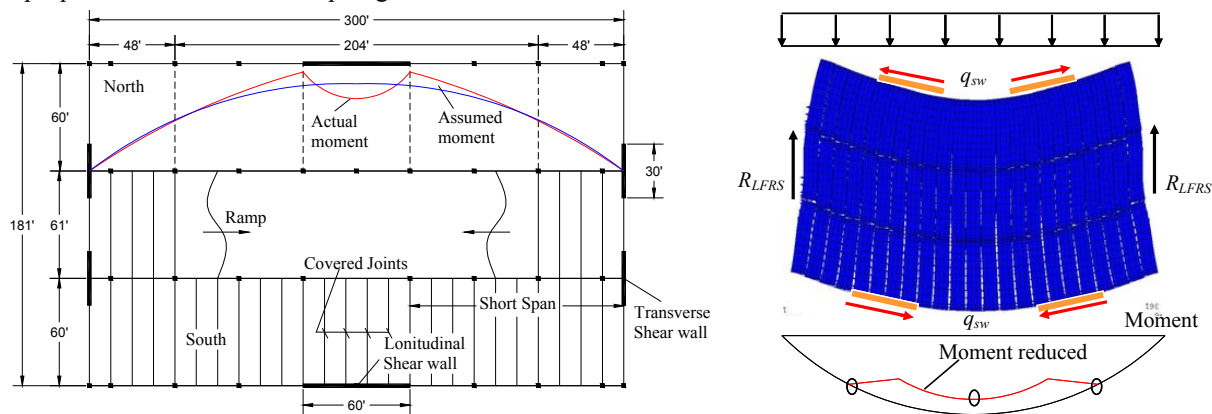 300'
48'
204'
48'
North
Actual
moment
Assumed
moment
60'
30'
181'
61'
Ramp
Covered Joints
Short Span
Transverse
Shear wall
60'
South
Lonitudinal
Shear wall
60'
q_sw
R_LFRS
R_LFRS
q_sw
Moment
Moment reduced